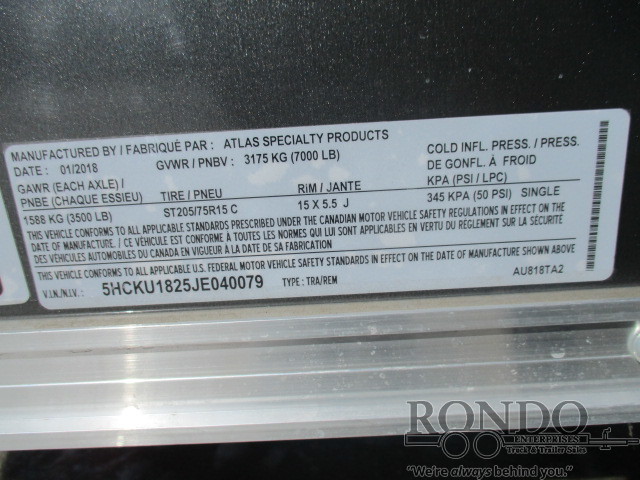 MANUFACTURED BY / FABRIQUÉ PAR : ATLAS SPECIALTY PRODUCTS
DATE : 01/2018 GVWR / PNBV : 3175 KG (7000 LB)
COLD INFL. PRESS. / PRESS.
DE GONFL. À FROID
KPA (PSI / LPC)
GAWR (EACH AXLE) /
PNBE (CHAQUE ESSIEU) TIRE / PNEU RIM / JANTE
1588 KG (3500 LB) ST205/75R15 C 15 X 5.5 J 345 KPA (50 PSI) SINGLE
THIS VEHICLE CONFORMS TO ALL APPLICABLE STANDARDS PRESCRIBED UNDER THE CANADIAN MOTOR VEHICLE SAFETY REGULATIONS IN EFFECT ON THE
DATE OF MANUFACTURE / CE VÉHICULE EST CONFORME À TOUTES LES NORMES QUI LUI SONT APPLICABLES EN VERTU DU RÈGLEMENT SUR LA SÉCURITÉ
DES VÉHICULES AUTOMOBILES DU CANADA EN VIGUEUR À LA DATE DE SA FABRICATION.
THIS VEHICLE CONFORMS TO ALL APPLICABLE U.S. FEDERAL MOTOR VEHICLE SAFETY STANDARDS IN EFFECT ON THE DATE OF MANUFACTURE SHOWN ABOVE
V.I.N./N.I.V.: 5HCKU1825JE040079 TYPE : TRA/REM AU818TA2
RONDO
ENTERPRISES
Truck & Trailer Sales
"We're always behind you."